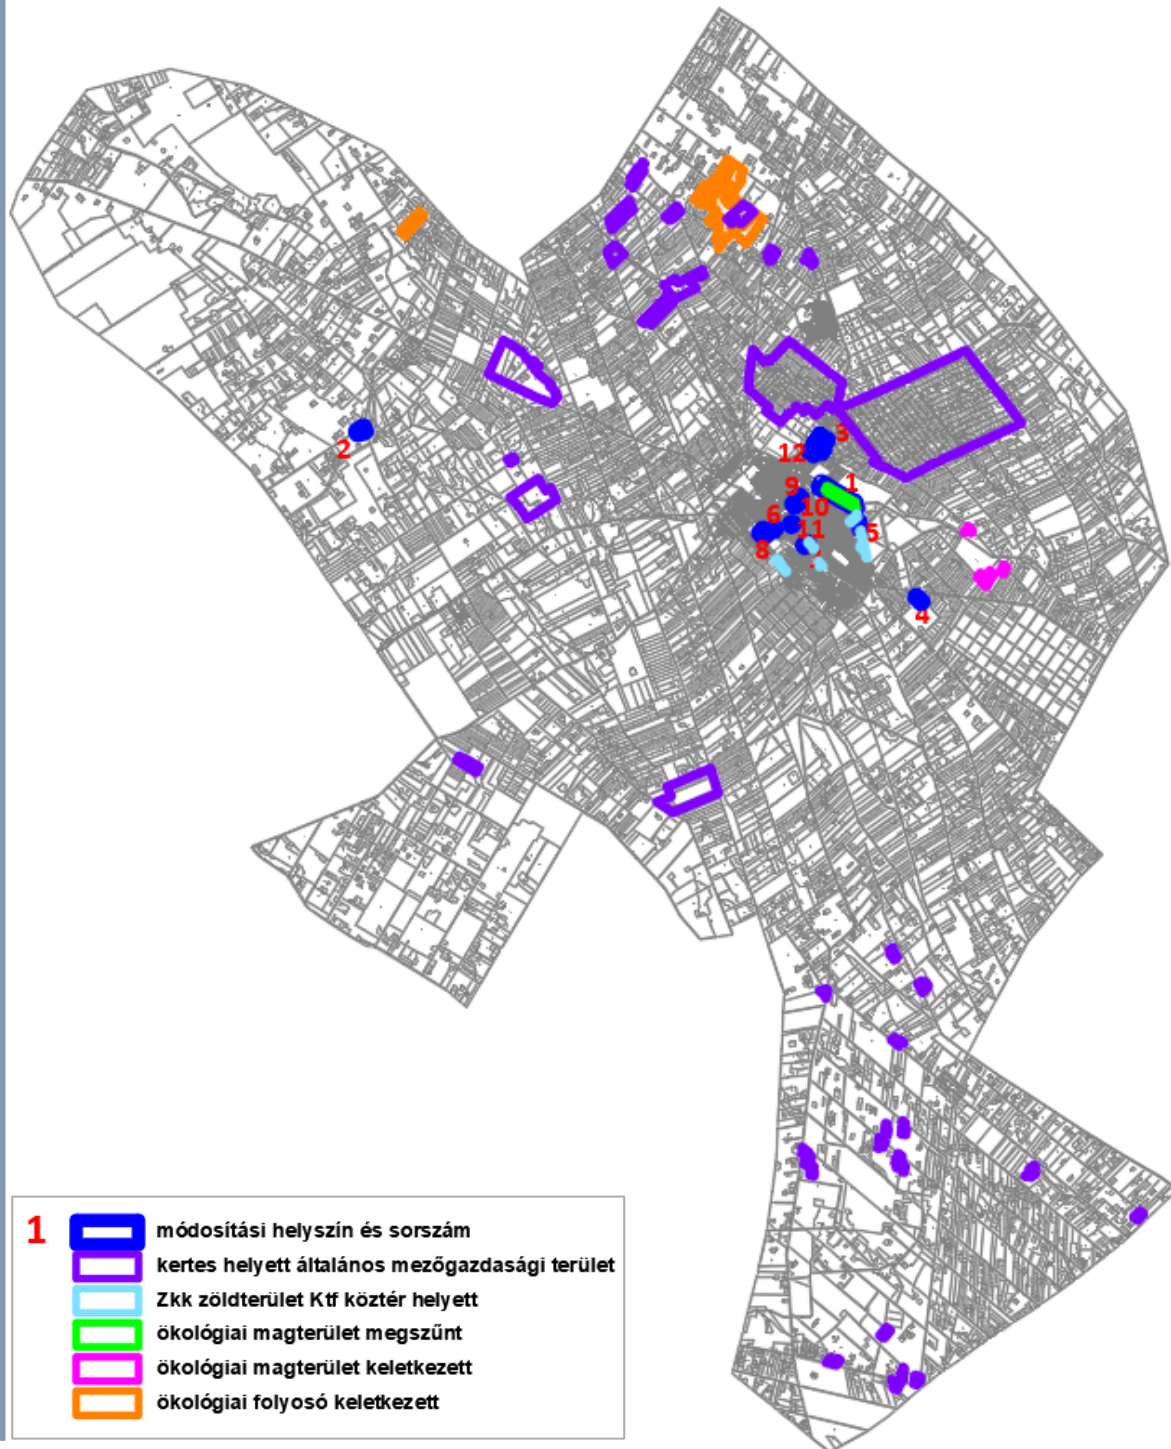 3
12
2
1
9
10
6
11
5
8
4
1 módosítási helyszín és sorszám
kertes helyett általános mezőgazdasági terület
Zkk zöldterület Ktf köztér helyett
ökológiai magterület megszűnt
ökológiai magterület keletkezett
ökológiai folyosó keletkezett